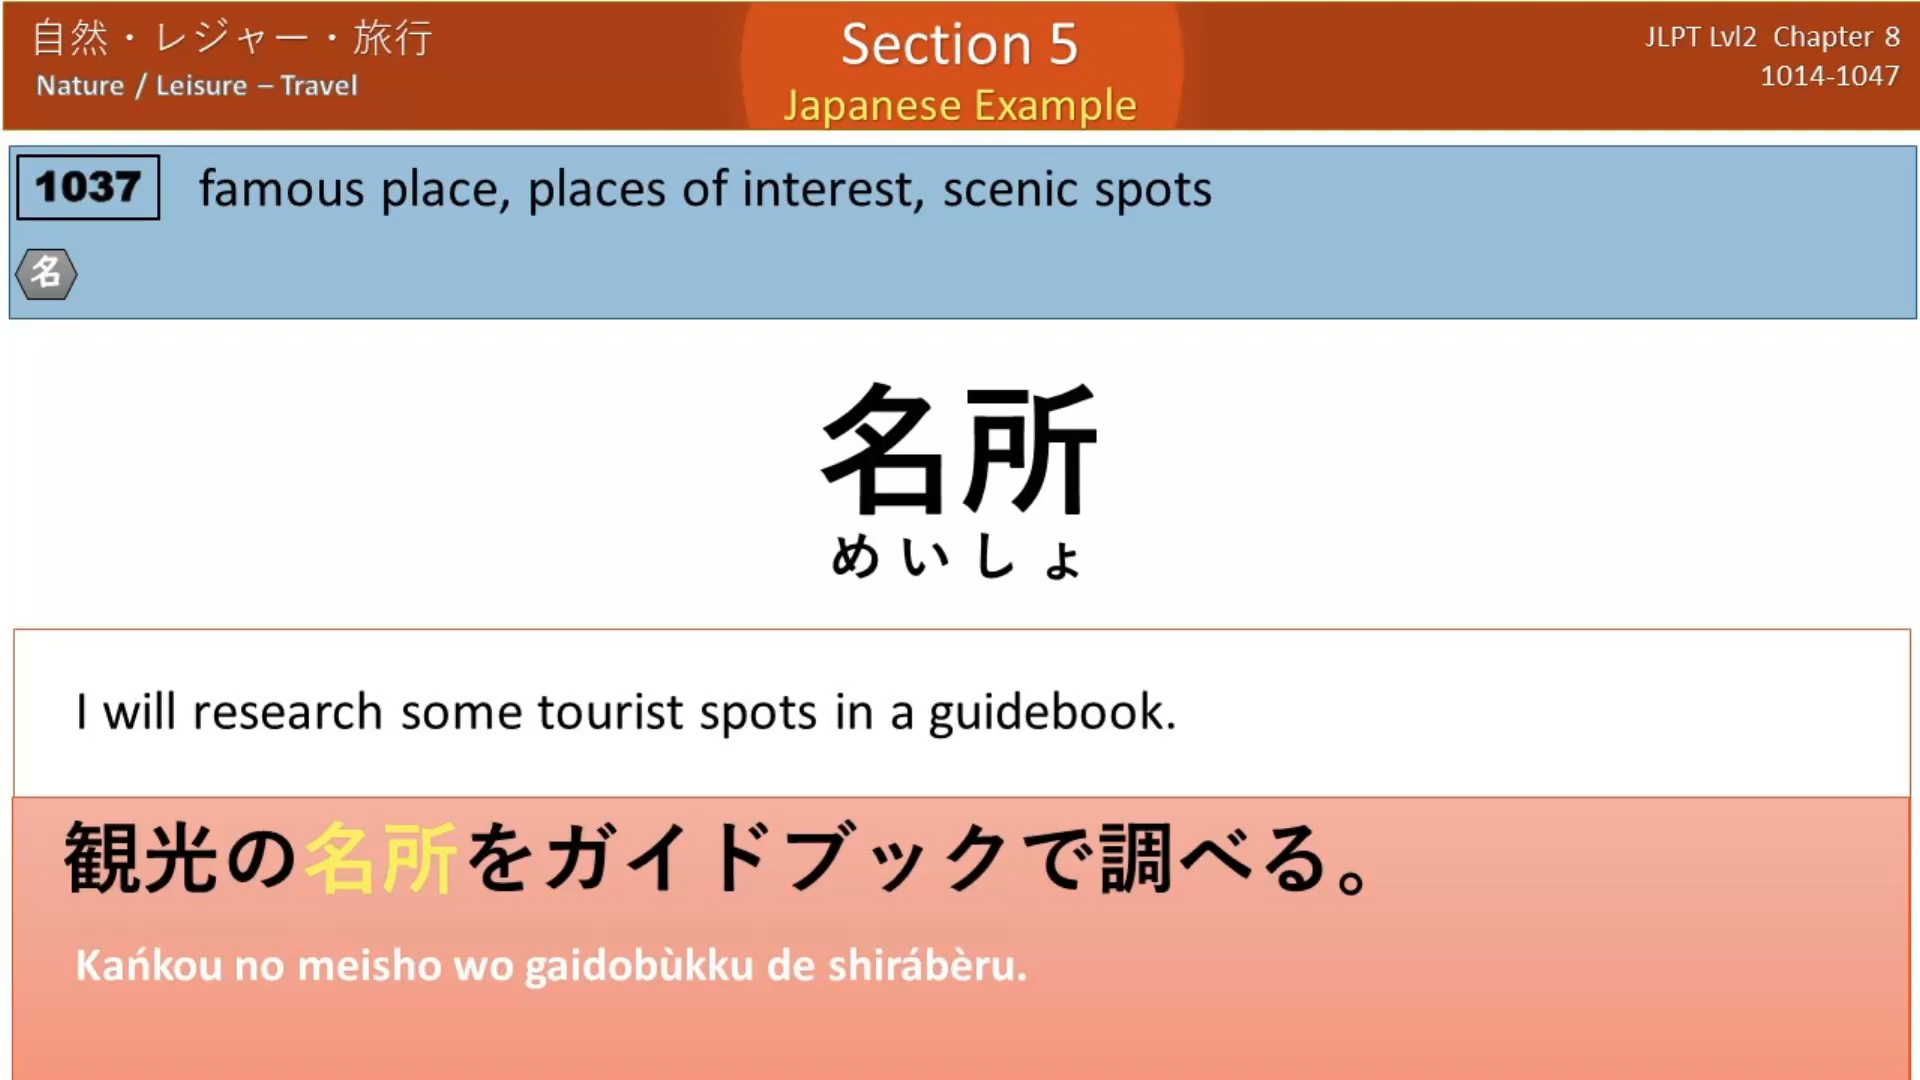 自然・レジャー・旅行
Nature / Leisure – Travel
Section 5
Japanese Example
JLPT Lvl2 Chapter 8
1014-1047
1037 famous place, places of interest, scenic spots
名
名所
めいしょ
I will research some tourist spots in a guidebook.
観光の名所をガイドブックで調べる。
Kańkou no meisho wo gaidobùkku de shirábèru.